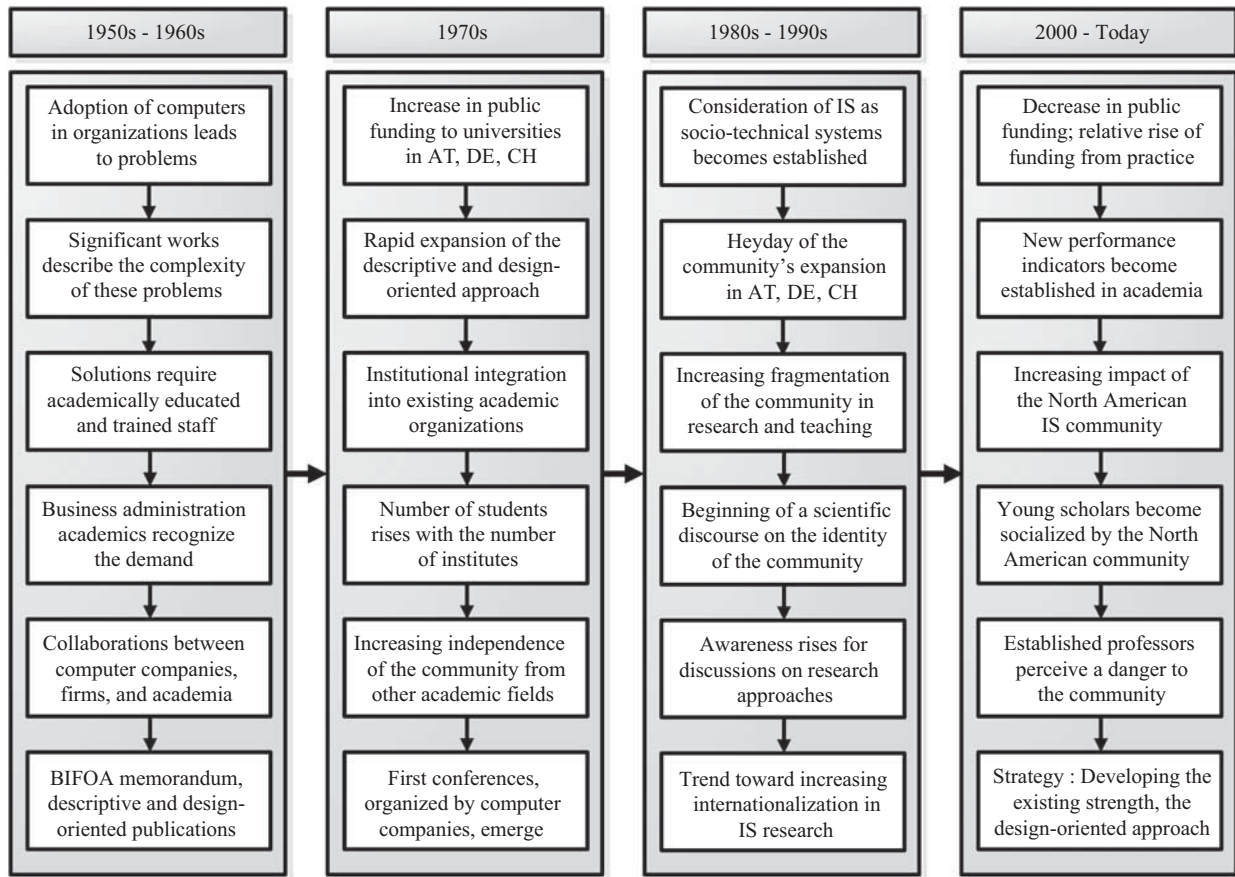 1950s - 1960s
Adoption of computers
in organizations leads
to problems
Significant works
describe the complexity
of these problems
Solutions require
academically educated
and trained staff
Business administration
academics recognize
the demand
Collaborations between
computer companies,
firms, and academia
BIFOA memorandum,
descriptive and design-
oriented publications
1970s
Increase in public
funding to universities
in AT, DE, CH
Rapid expansion of the
descriptive and design-
oriented approach
Institutional integration
into existing academic
organizations
Number of students
rises with the number
of institutes
Increasing independence
of the community from
other academic fields
First conferences,
organized by computer
companies, emerge
1980s - 1990s
Consideration of IS as
socio-technical systems
becomes established
Heyday of the
community’s expansion
in AT, DE, CH
Increasing fragmentation
of the community in
research and teaching
Beginning of a scientific
discourse on the identity
of the community
Awareness rises for
discussions on research
approaches
Trend toward increasing
internationalization in
IS research
2000 - Today
Decrease in public
funding; relative rise of
funding from practice
New performance
indicators become
established in academia
Increasing impact of
the North American
IS community
Young scholars become
socialized by the North
American community
Established professors
perceive a danger to
the community
Strategy : Developing the
existing strength, the
design-oriented approach